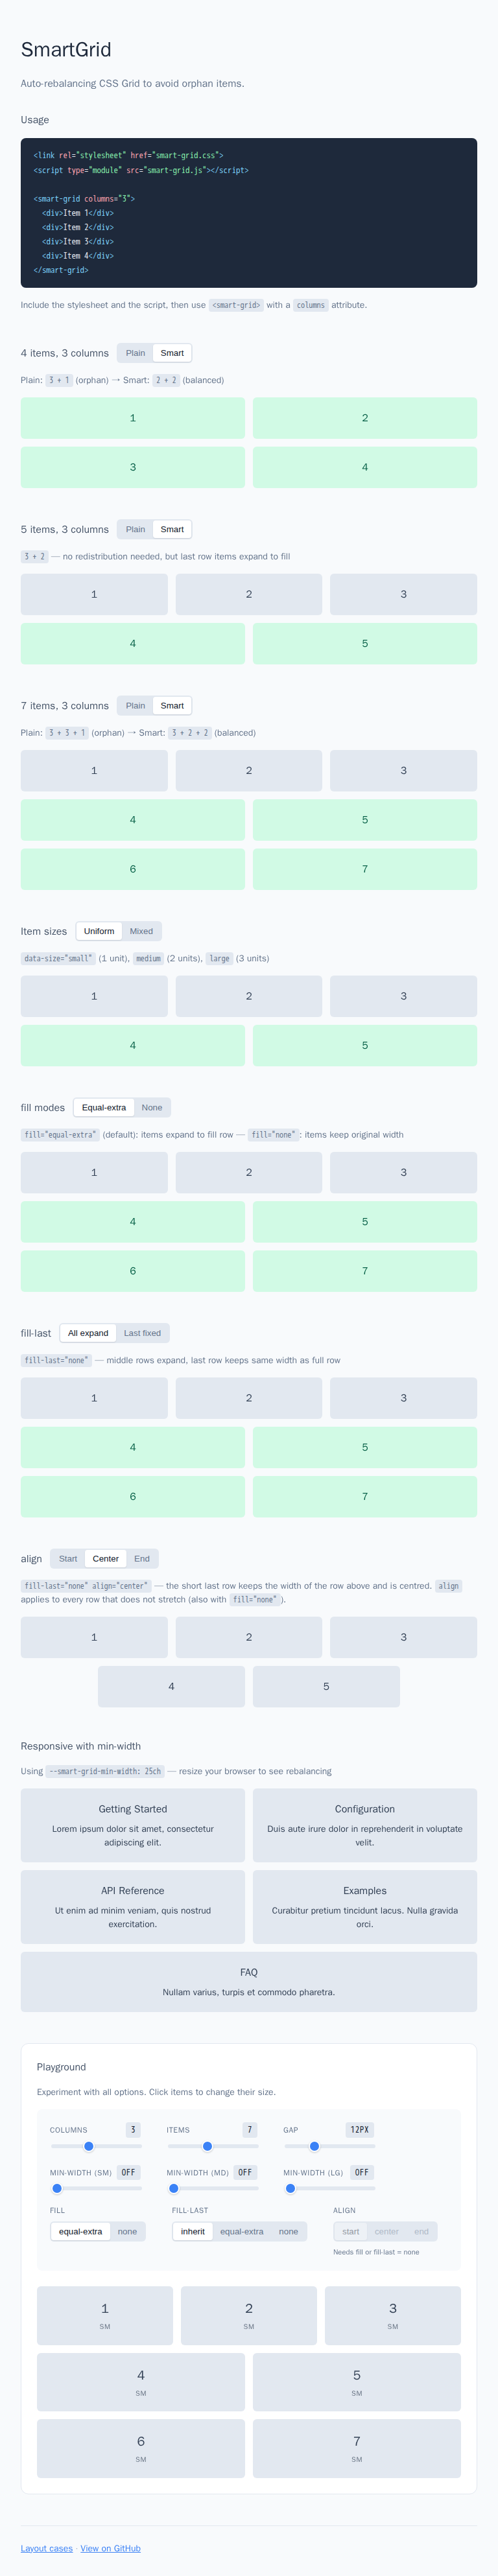 SmartGrid
Auto-rebalancing CSS Grid to avoid orphan items.
Usage
<link rel="stylesheet" href="smart-grid.css">
<script type="module" src="smart-grid.js"></script>
<smart-grid columns="3">
<div>Item 1</div>
<div>Item 2</div>
<div>Item 3</div>
<div>Item 4</div>
</smart-grid>
Include the stylesheet and the script, then use <smart-grid> with a columns attribute.
4 items, 3 columns Plain Smart
Plain: 3 + 1 (orphan) → Smart: 2 + 2 (balanced)
1 2
3 4
5 items, 3 columns Plain Smart
3 + 2 — no redistribution needed, but last row items expand to fill
1 2 3
4 5
7 items, 3 columns Plain Smart
Plain: 3 + 3 + 1 (orphan) → Smart: 3 + 2 + 2 (balanced)
1 2 3
4 5
6 7
Item sizes Uniform Mixed
data-size="small" (1 unit), medium (2 units), large (3 units)
1 2 3
4 5
fill modes Equal-extra None
fill="equal-extra" (default): items expand to fill row — fill="none": items keep original width
1 2 3
4 5
6 7
fill-last All expand Last fixed
fill-last="none" — middle rows expand, last row keeps same width as full row
1 2 3
4 5
6 7
align Start Center End
fill-last="none" align="center" — the short last row keeps the width of the row above and is centred. align
applies to every row that does not stretch (also with fill="none").
1 2 3
4 5
Responsive with min-width
Using --smart-grid-min-width: 25ch — resize your browser to see rebalancing
Getting Started
Lorem ipsum dolor sit amet, consectetur
adipiscing elit.
Configuration
Duis aute irure dolor in reprehenderit in voluptate
velit.
API Reference
Ut enim ad minim veniam, quis nostrud
exercitation.
Examples
Curabitur pretium tincidunt lacus. Nulla gravida
orci.
FAQ
Nullam varius, turpis et commodo pharetra.
Playground
Experiment with all options. Click items to change their size.
COLUMNS 3 ITEMS 7 GAP 12PX
MIN-WIDTH (SM) OFF MIN-WIDTH (MD) OFF MIN-WIDTH (LG) OFF
FILL FILL-LAST ALIGN
equal-extra none inherit equal-extra none start center end
Needs fill or fill-last = none
1 2 3
SM SM SM
4 5
SM SM
6 7
SM SM
Layout cases · View on GitHub